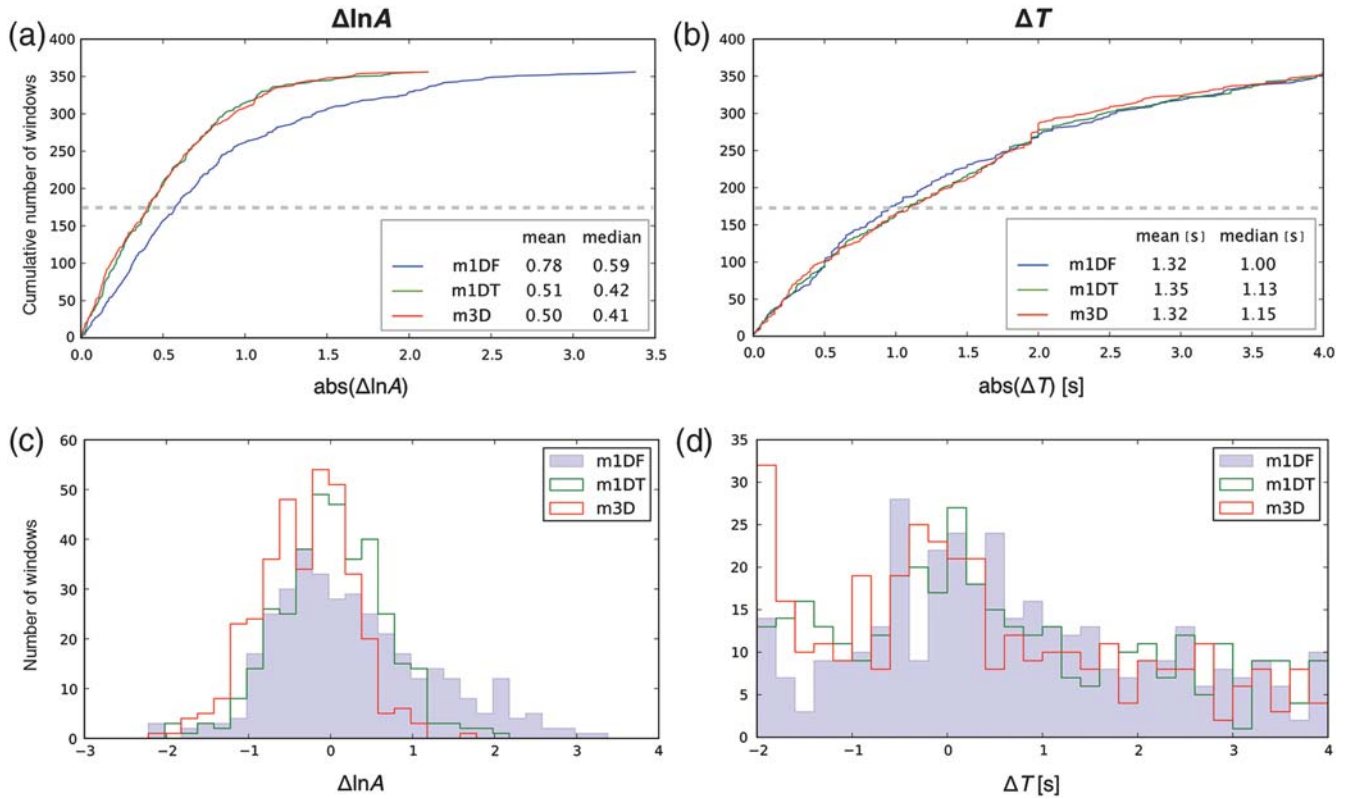 ΔlnA
ΔT
(a)
(b)
400
350
300
250
200
150
100
50
0
Cumulative number of windows
mean median
m1DF 0.78 0.59
m1DT 0.51 0.42
m3D 0.50 0.41
0.0 0.5 1.0 1.5 2.0 2.5 3.0 3.5
abs(ΔlnA)
400
350
300
250
200
150
100
50
0
mean [s] median [s]
m1DF 1.32 1.00
m1DT 1.35 1.13
m3D 1.32 1.15
0.0 0.5 1.0 1.5 2.0 2.5 3.0 3.5 4.0
abs(ΔT) [s]
(c)
(d)
60
50
40
30
20
10
0
Number of windows
m1DF
m1DT
m3D
−3 −2 −1 0 1 2 3 4
ΔlnA
35
30
25
20
15
10
5
0
m1DF
m1DT
m3D
−2 −1 0 1 2 3 4
ΔT [s]